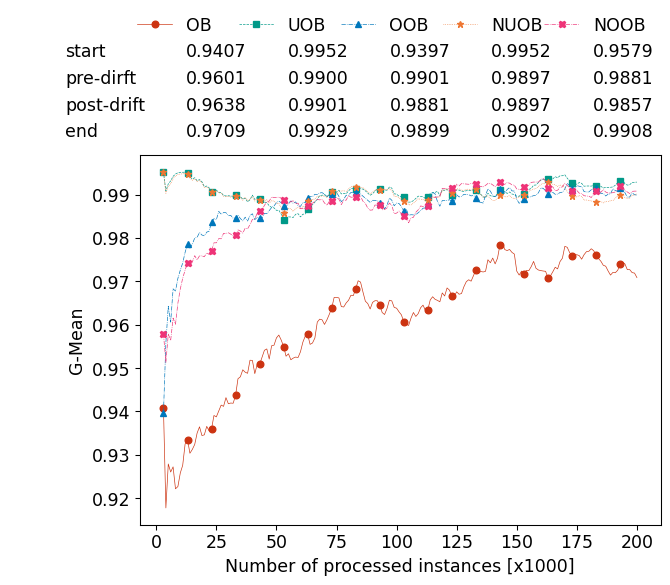 OB UOB OOB NUOB NOOB
start 0.9407 0.9952 0.9397 0.9952 0.9579
pre-dirft 0.9601 0.9900 0.9901 0.9897 0.9881
post-drift 0.9638 0.9901 0.9881 0.9897 0.9857
end 0.9709 0.9929 0.9899 0.9902 0.9908
0.99
0.98
0.97
0.96
0.95
0.94
0.93
0.92
G-Mean
0 25 50 75 100 125 150 175 200
Number of processed instances [x1000]